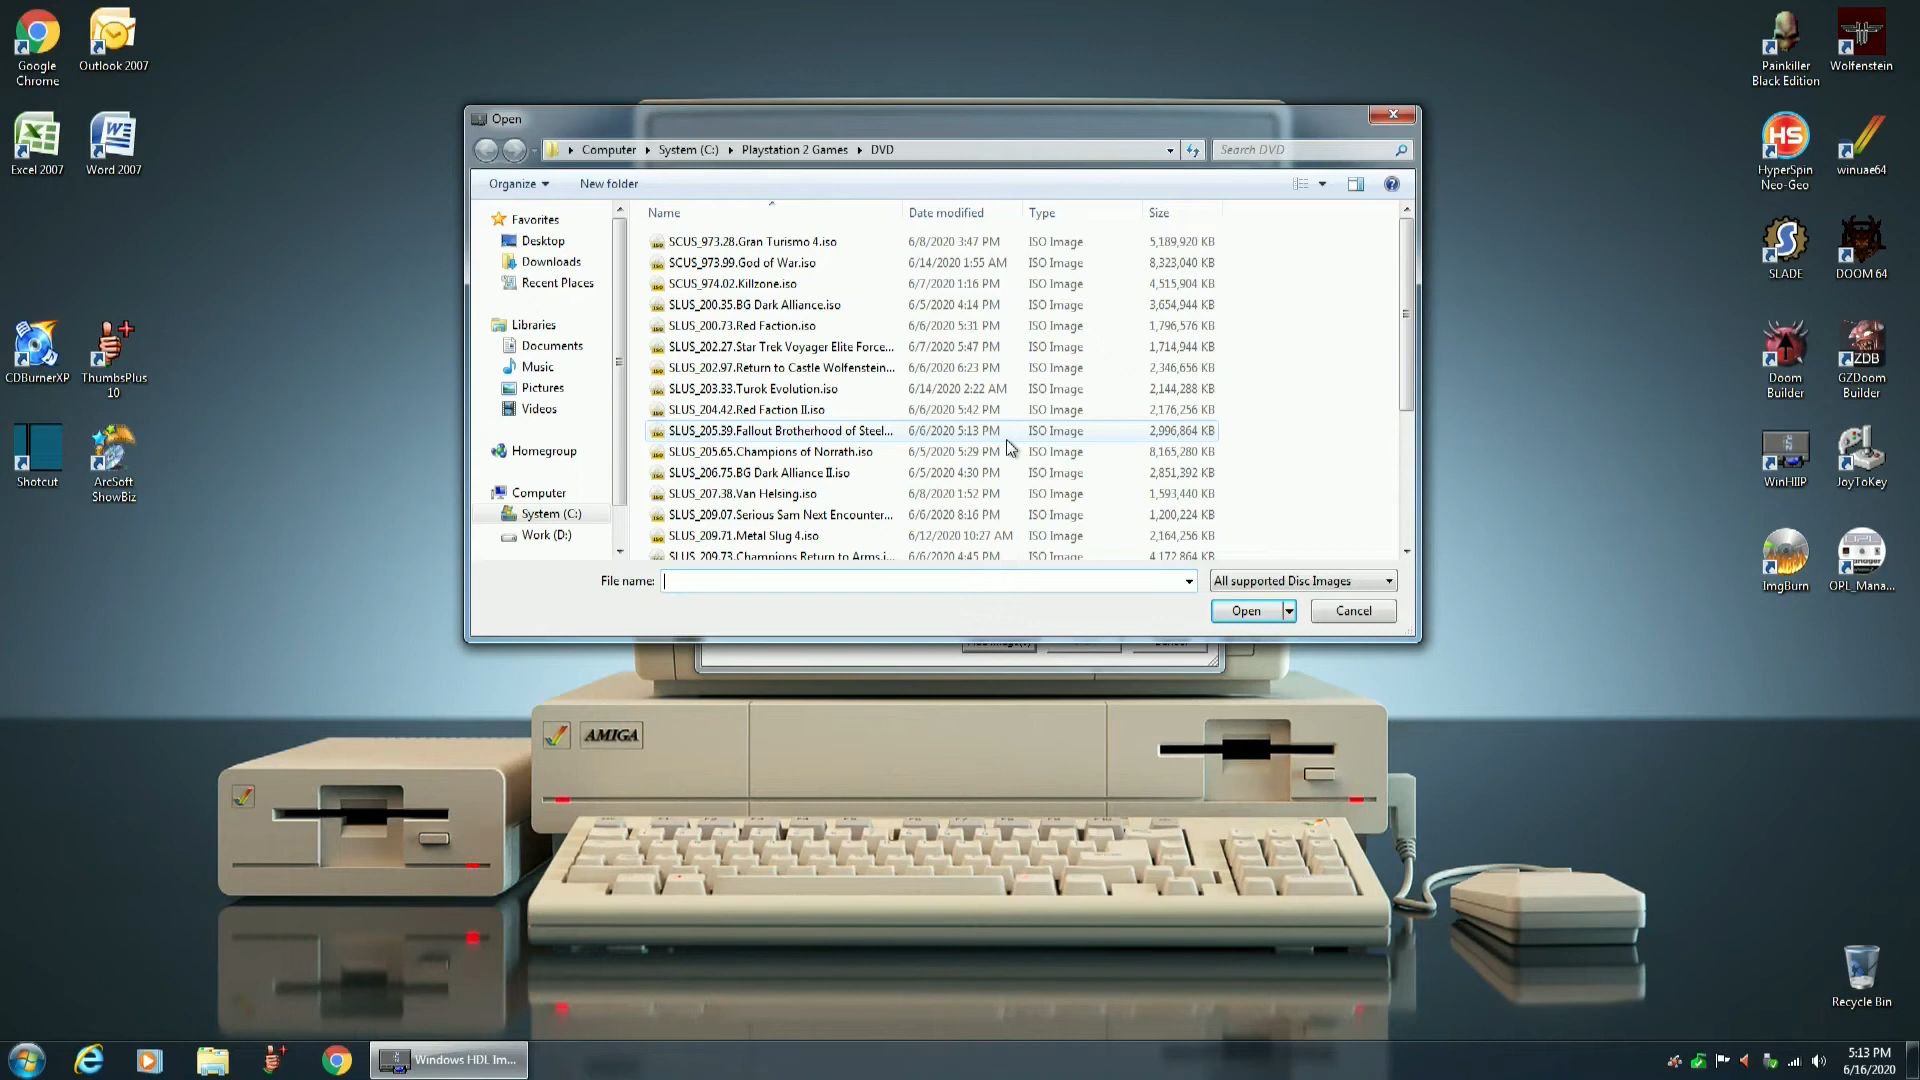 Google
Chrome
Outlook 2007
Excel 2007
Word 2007
CDBurnerXP
ThumbsPlus
10
Shotcut
ArcSoft
ShowBiz
Painkiller
Black Edition
Wolfenstein
HS
HyperSpin
Neo-Geo
winuae64
SLADE
DOOM 64
Doom
Builder
GZDB
GZDoom
Builder
WinHIIP
JoyToKey
ImgBurn
OPL_Mana...
Recycle Bin
Open
Computer
System (C:)
Playstation 2 Games
DVD
Search DVD
Organize
New folder
Favorites
Desktop
Downloads
Recent Places
Libraries
Documents
Music
Pictures
Videos
Homegroup
Computer
System (C:)
Work (D:)
Name Date modified Type Size
SCUS_973.28.Gran Turismo 4.iso 6/8/2020 3:47 PM ISO Image 5,189,920 KB
SCUS_973.99.God of War.iso 6/14/2020 1:55 AM ISO Image 8,323,040 KB
SCUS_974.02.Killzone.iso 6/7/2020 1:16 PM ISO Image 4,515,904 KB
SLUS_200.35.BG Dark Alliance.iso 6/5/2020 4:14 PM ISO Image 3,654,944 KB
SLUS_200.73.Red Faction.iso 6/6/2020 5:31 PM ISO Image 1,796,576 KB
SLUS_202.27.Star Trek Voyager Elite Force... 6/7/2020 5:47 PM ISO Image 1,714,944 KB
SLUS_202.97.Return to Castle Wolfenstein... 6/6/2020 6:23 PM ISO Image 2,346,656 KB
SLUS_203.33.Turok Evolution.iso 6/14/2020 2:22 AM ISO Image 2,144,288 KB
SLUS_204.42.Red Faction II.iso 6/6/2020 5:42 PM ISO Image 2,176,256 KB
SLUS_205.39.Fallout Brotherhood of Steel... 6/6/2020 5:13 PM ISO Image 2,996,864 KB
SLUS_205.65.Champions of Norrath.iso 6/5/2020 5:29 PM ISO Image 8,165,280 KB
SLUS_206.75.BG Dark Alliance II.iso 6/5/2020 4:30 PM ISO Image 2,851,392 KB
SLUS_207.38.Van Helsing.iso 6/8/2020 1:52 PM ISO Image 1,593,440 KB
SLUS_209.07.Serious Sam Next Encounter... 6/6/2020 8:16 PM ISO Image 1,200,224 KB
SLUS_209.71.Metal Slug 4.iso 6/12/2020 10:27 AM ISO Image 2,164,256 KB
SLUS_209.73.Champions Return to Arms.i... 6/6/2020 4:45 PM ISO Image 4,172,864 KB
File name:
All supported Disc Images
Open
Cancel
AMIGA
Windows HDL Im...
5:13 PM
6/16/2020